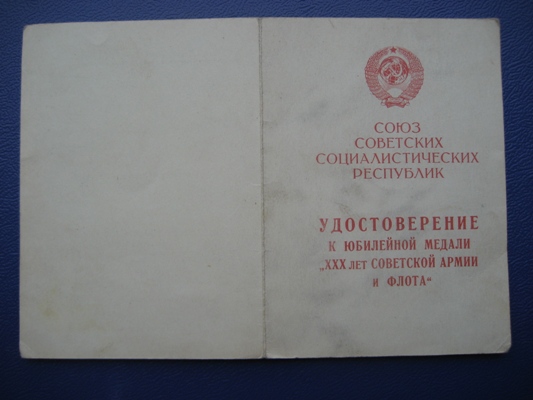 СОЮЗ
СОВЕТСКИХ
СОЦИАЛИСТИЧЕСКИХ
РЕСПУБЛИК
УДОСТОВЕРЕНИЕ
К ЮБИЛЕЙНОЙ МЕДАЛИ
„XXX ЛЕТ СОВЕТСКОЙ АРМИИ
И ФЛОТА“